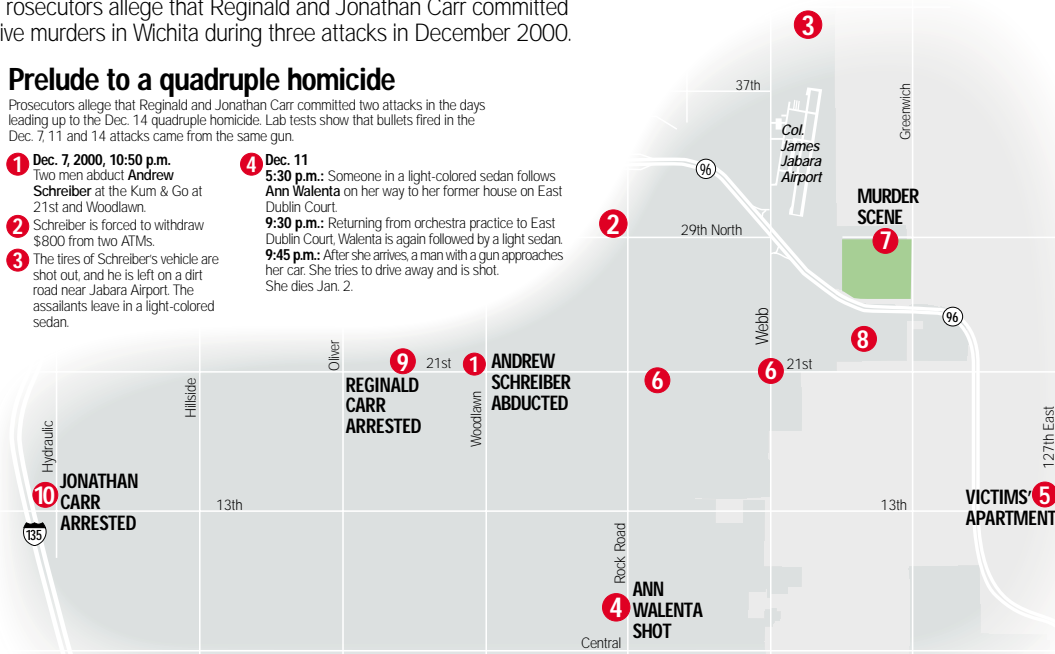 rosecutors allege that Reginald and Jonathan Carr committed
ive murders in Wichita during three attacks in December 2000.
Prelude to a quadruple homicide
Prosecutors allege that Reginald and Jonathan Carr committed two attacks in the days
leading up to the Dec. 14 quadruple homicide. Lab tests show that bullets fired in the
Dec. 7, 11 and 14 attacks came from the same gun.
1 Dec. 7, 2000, 10:50 p.m.
Two men abduct Andrew
Schreiber at the Kum & Go at
21st and Woodlawn.
2 Schreiber is forced to withdraw
$800 from two ATMs.
3 The tires of Schreiber's vehicle are
shot out, and he is left on a dirt
road near Jabara Airport. The
assailants leave in a light-colored
sedan.
4 Dec. 11
5:30 p.m.: Someone in a light-colored sedan follows
Ann Walenta on her way to her former house on East
Dublin Court.
9:30 p.m.: Returning from orchestra practice to East
Dublin Court, Walenta is again followed by a light sedan.
9:45 p.m.: After she arrives, a man with a gun approaches
her car. She tries to drive away and is shot.
She dies Jan. 2.
3
37th
Col.
James
Jabara
Airport
Greenwich
96
MURDER
SCENE
7
2
29th North
96
Webb
8
Oliver
9
21st
1
ANDREW
SCHREIBER
ABDUCTED
6
6
21st
REGINALD
CARR
ARRESTED
Hillside
Woodlawn
Hydraulic
127th East
10
JONATHAN
CARR
ARRESTED
135
13th
13th
VICTIMS'
APARTMENT
5
Rock Road
4
ANN
WALENTA
SHOT
Central